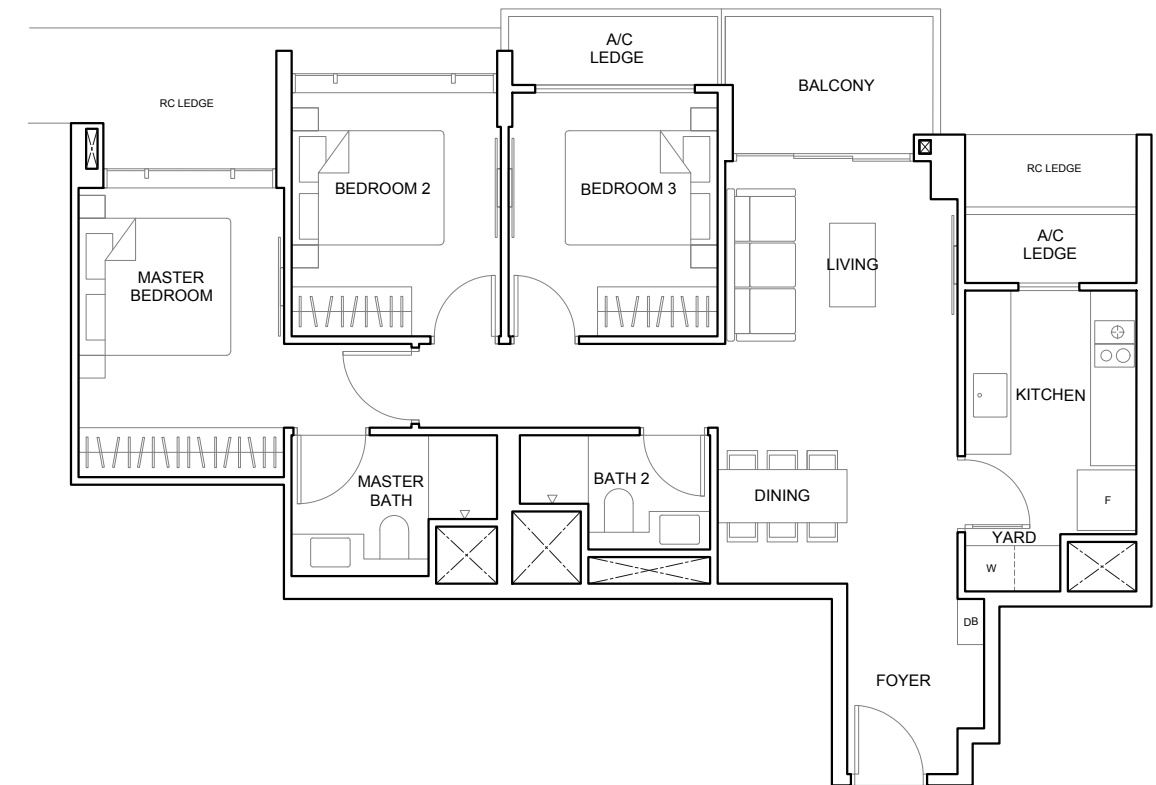 A/C
LEDGE
BALCONY
RC LEDGE
RC LEDGE
BEDROOM 2
BEDROOM 3
A/C
LEDGE
LIVING
MASTER
BEDROOM
KITCHEN
MASTER
BATH
BATH 2
DINING
F
YARD
W
DB
FOYER